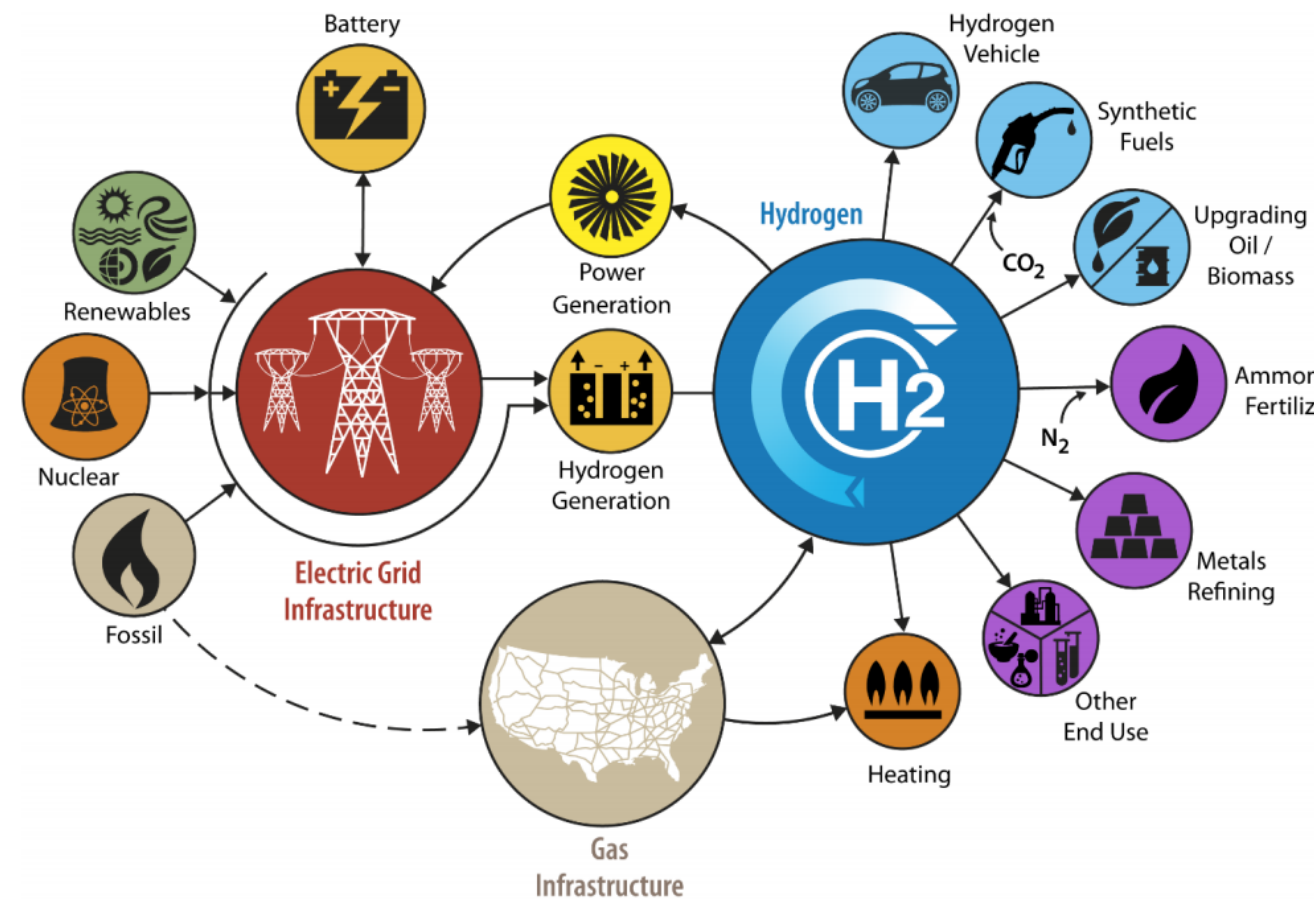 Battery
Hydrogen
Vehicle
Synthetic
Fuels
Renewables
Hydrogen
Upgrading
Oil /
Biomass
Power
Generation
CO2
H2
Nuclear
Hydrogen
Generation
N2
Electric Grid
Infrastructure
Fossil
Metals
Refining
Other
End Use
Heating
Gas
Infrastructure